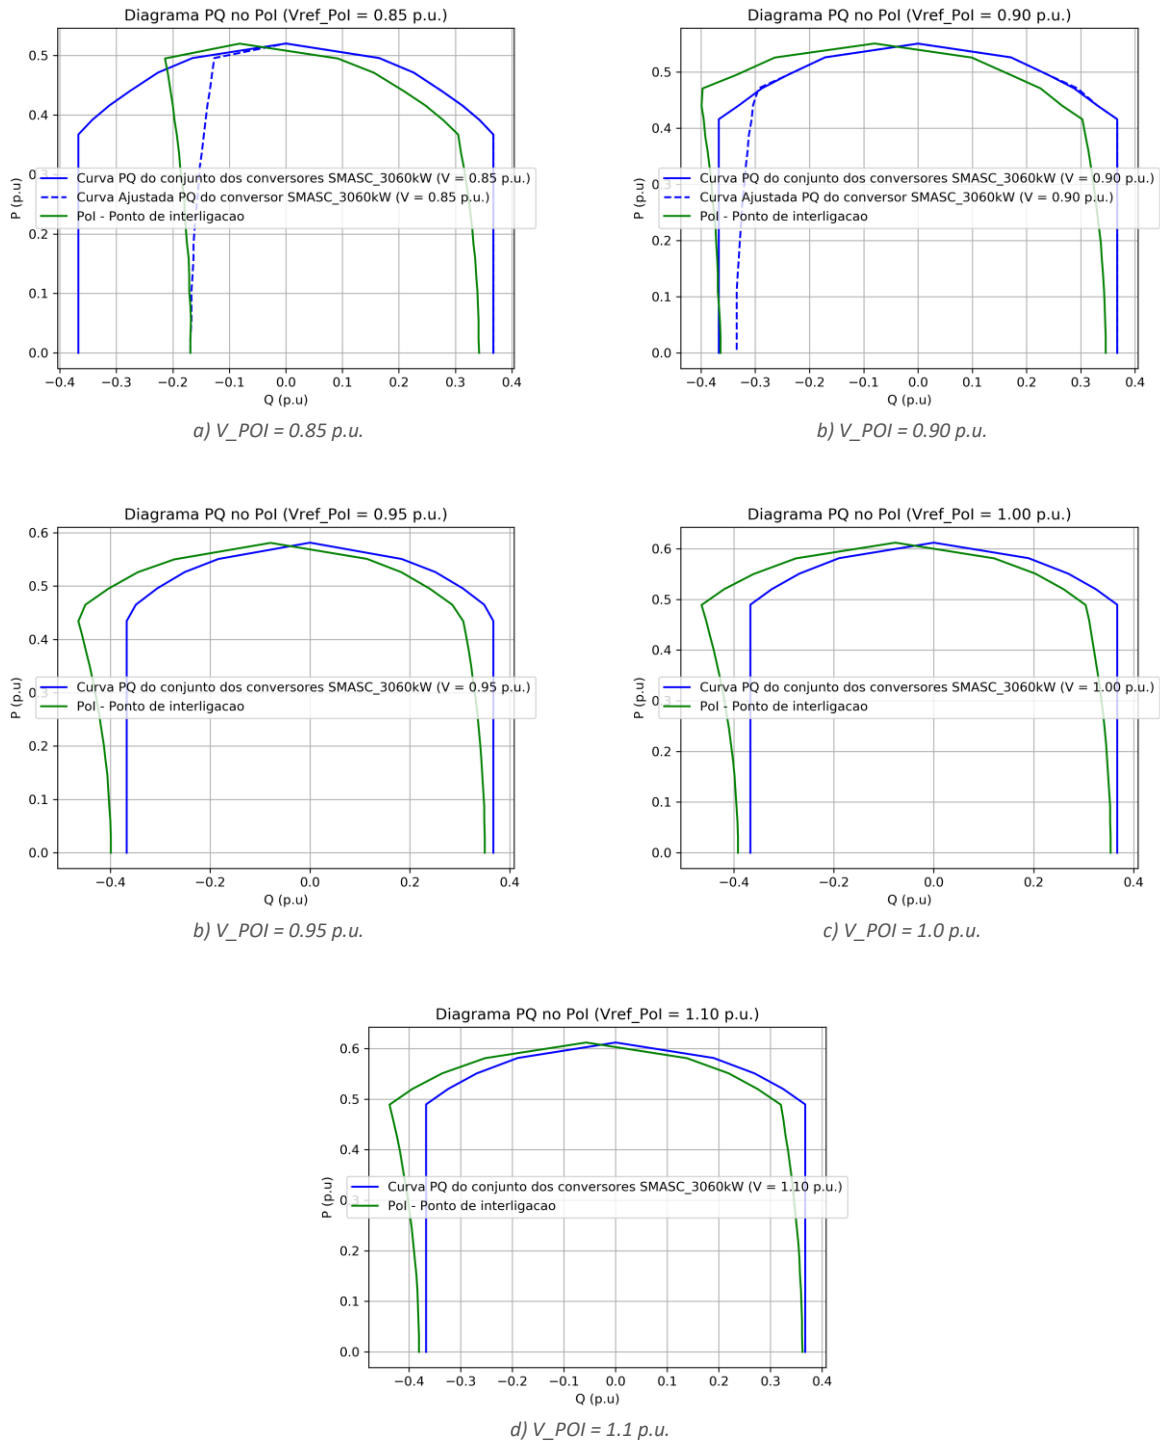 Diagrama PQ no PoI (Vref_PoI = 0.85 p.u.)
P (p.u)
0.5
0.4
0.3
0.2
0.1
0.0
Curva PQ do conjunto dos conversores SMASC_3060kW (V = 0.85 p.u.)
Curva Ajustada PQ do conversor SMASC_3060kW (V = 0.85 p.u.)
PoI - Ponto de interligacao
−0.4 −0.3 −0.2 −0.1 0.0 0.1 0.2 0.3 0.4
Q (p.u)
a) V_POI = 0.85 p.u.
Diagrama PQ no PoI (Vref_PoI = 0.90 p.u.)
P (p.u)
0.5
0.4
0.3
0.2
0.1
0.0
Curva PQ do conjunto dos conversores SMASC_3060kW (V = 0.90 p.u.)
Curva Ajustada PQ do conversor SMASC_3060kW (V = 0.90 p.u.)
PoI - Ponto de interligacao
−0.4 −0.3 −0.2 −0.1 0.0 0.1 0.2 0.3 0.4
Q (p.u)
b) V_POI = 0.90 p.u.
Diagrama PQ no PoI (Vref_PoI = 0.95 p.u.)
P (p.u)
0.6
0.5
0.4
0.3
0.2
0.1
0.0
Curva PQ do conjunto dos conversores SMASC_3060kW (V = 0.95 p.u.)
PoI - Ponto de interligacao
−0.4 −0.2 0.0 0.2 0.4
Q (p.u)
b) V_POI = 0.95 p.u.
Diagrama PQ no PoI (Vref_PoI = 1.00 p.u.)
P (p.u)
0.6
0.5
0.4
0.3
0.2
0.1
0.0
Curva PQ do conjunto dos conversores SMASC_3060kW (V = 1.00 p.u.)
PoI - Ponto de interligacao
−0.4 −0.2 0.0 0.2 0.4
Q (p.u)
c) V_POI = 1.0 p.u.
Diagrama PQ no PoI (Vref_PoI = 1.10 p.u.)
P (p.u)
0.6
0.5
0.4
0.3
0.2
0.1
0.0
Curva PQ do conjunto dos conversores SMASC_3060kW (V = 1.10 p.u.)
PoI - Ponto de interligacao
−0.4 −0.3 −0.2 −0.1 0.0 0.1 0.2 0.3 0.4
Q (p.u)
d) V_POI = 1.1 p.u.